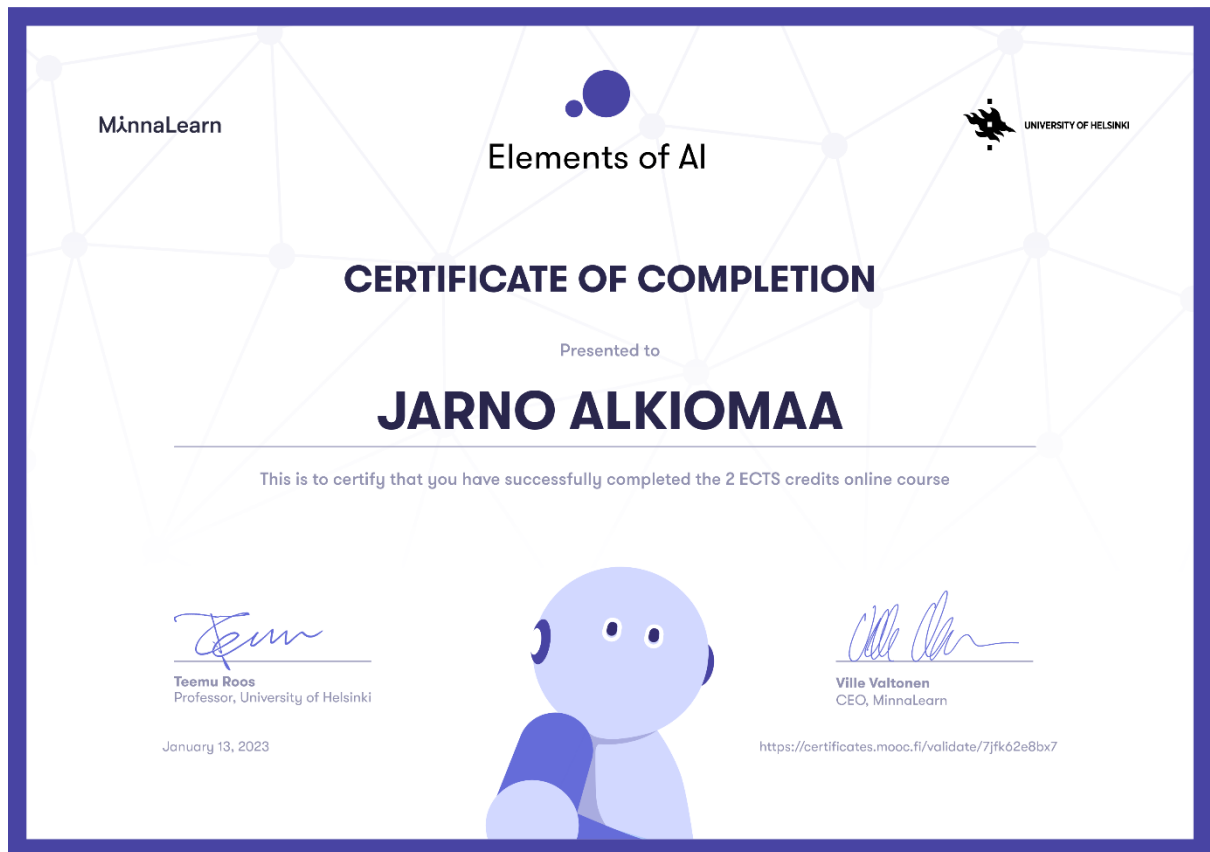 MinnaLearn
Elements of AI
UNIVERSITY OF HELSINKI
CERTIFICATE OF COMPLETION
Presented to
JARNO ALKIOMAA
This is to certify that you have successfully completed the 2 ECTS credits online course
Teemu Roos
Professor, University of Helsinki
January 13, 2023
Ville Valtonen
CEO, MinnaLearn
https://certificates.mooc.fi/validate/7jfk62e8bx7